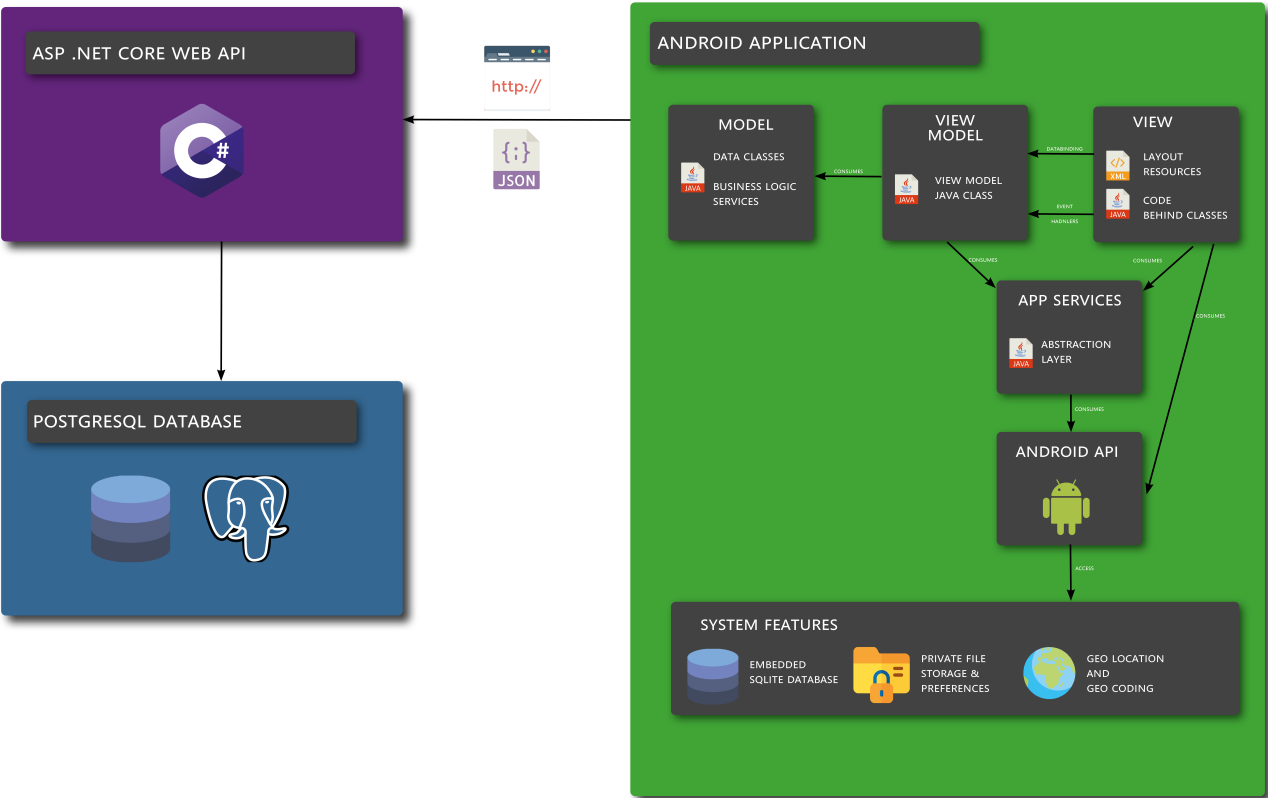 ASP .NET CORE WEB API
C#
http://
{;}
JSON
POSTGRESQL DATABASE
ANDROID APPLICATION
MODEL
DATA CLASSES
JAVA
BUSINESS LOGIC
SERVICES
CONSUMES
VIEW
MODEL
JAVA
VIEW MODEL
JAVA CLASS
DATABINDING
EVENT
HADNLERS
VIEW
</>
XML
LAYOUT
RESOURCES
JAVA
CODE
BEHIND CLASSES
CONSUMES
CONSUMES
CONSUMES
APP SERVICES
JAVA
ABSTRACTION
LAYER
CONSUMES
ANDROID API
ACCESS
SYSTEM FEATURES
EMBEDDED
SQLITE DATABASE
PRIVATE FILE
STORAGE &
PREFERENCES
GEO LOCATION
AND
GEO CODING